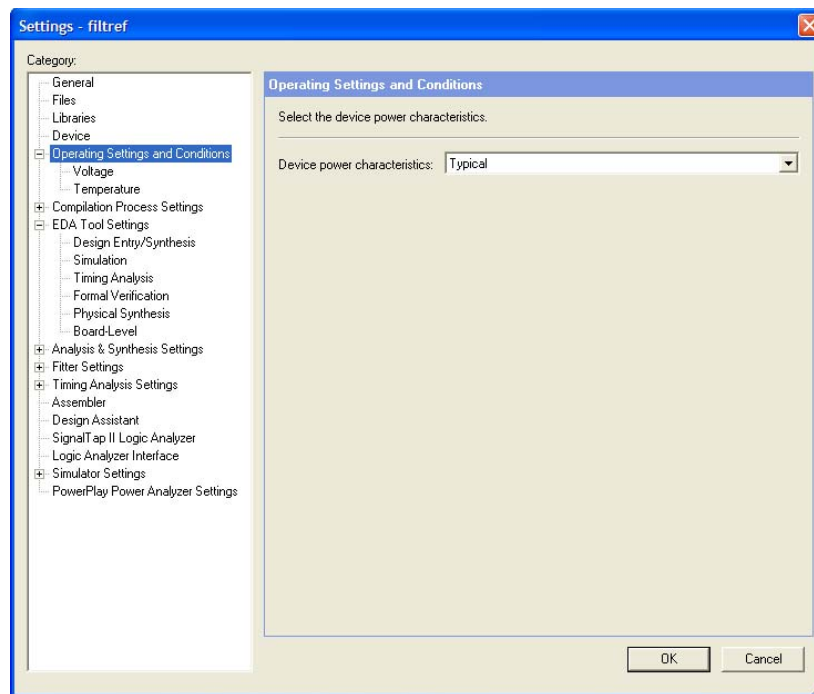 Settings - filtref
Category:
General
Files
Libraries
Device
Operating Settings and Conditions
Voltage
Temperature
Compilation Process Settings
EDA Tool Settings
Design Entry/Synthesis
Simulation
Timing Analysis
Formal Verification
Physical Synthesis
Board-Level
Analysis & Synthesis Settings
Fitter Settings
Timing Analysis Settings
Assembler
Design Assistant
SignalTap II Logic Analyzer
Logic Analyzer Interface
Simulator Settings
PowerPlay Power Analyzer Settings
Operating Settings and Conditions
Select the device power characteristics.
Device power characteristics: Typical
OK Cancel